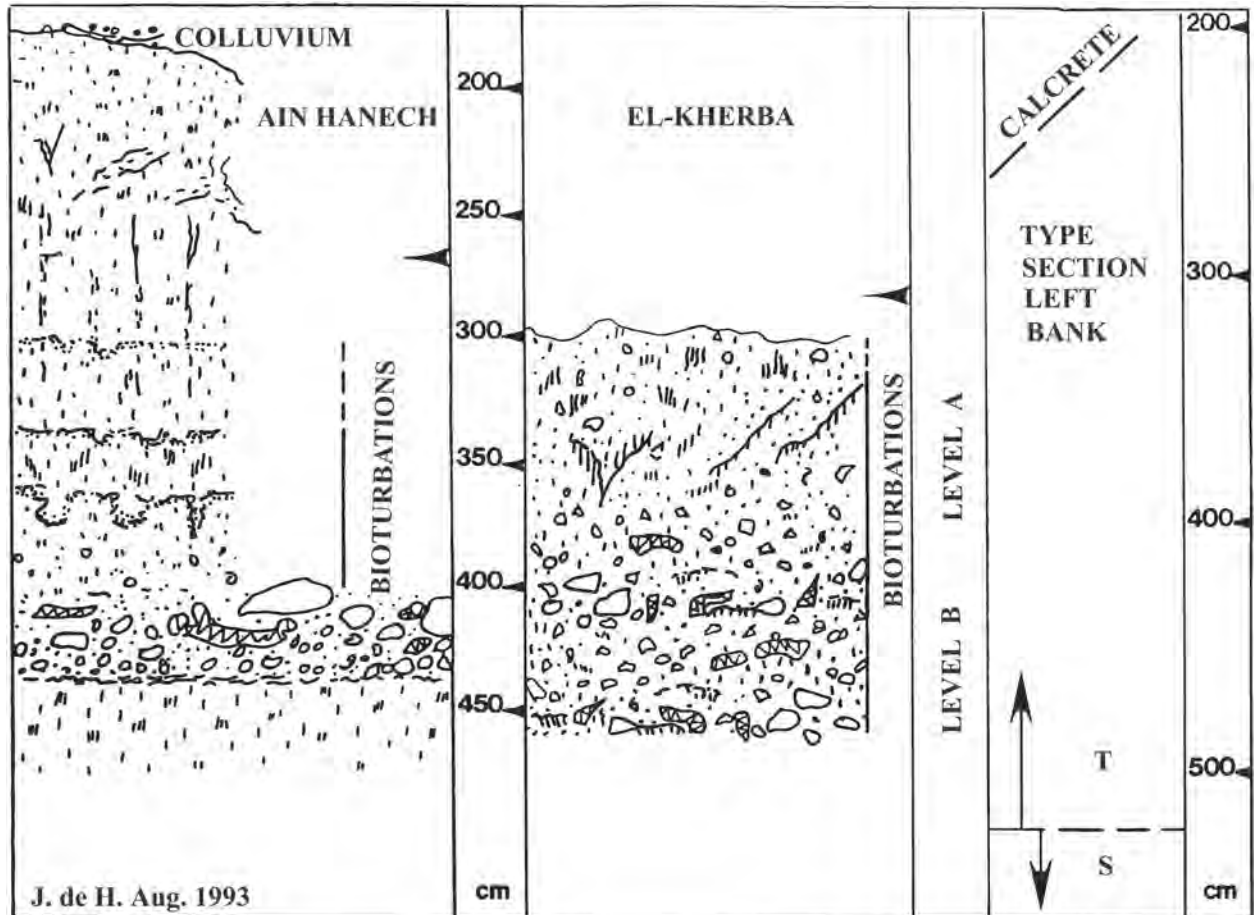 COLLUVIUM
AIN HANECH
BIOTURBATIONS
J. de H. Aug. 1993
200
250
300
350
400
450
cm
EL-KHERBA
BIOTURBATIONS
LEVEL A
LEVEL B
CALCRETE
TYPE
SECTION
LEFT
BANK
T
S
200
300
400
500
cm